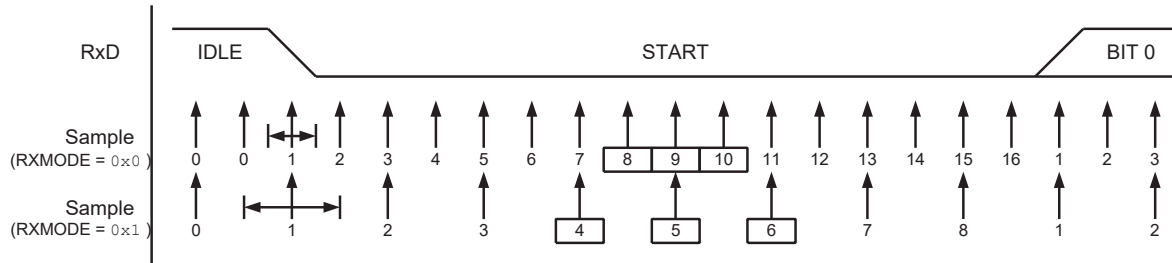 RxD IDLE START BIT 0
Sample
(RXMODE = 0x0 ) 0 0 1 2 3 4 5 6 7 8 9 10 11 12 13 14 15 16 1 2 3
Sample
(RXMODE = 0x1 ) 0 1 2 3 4 5 6 7 8 1 2